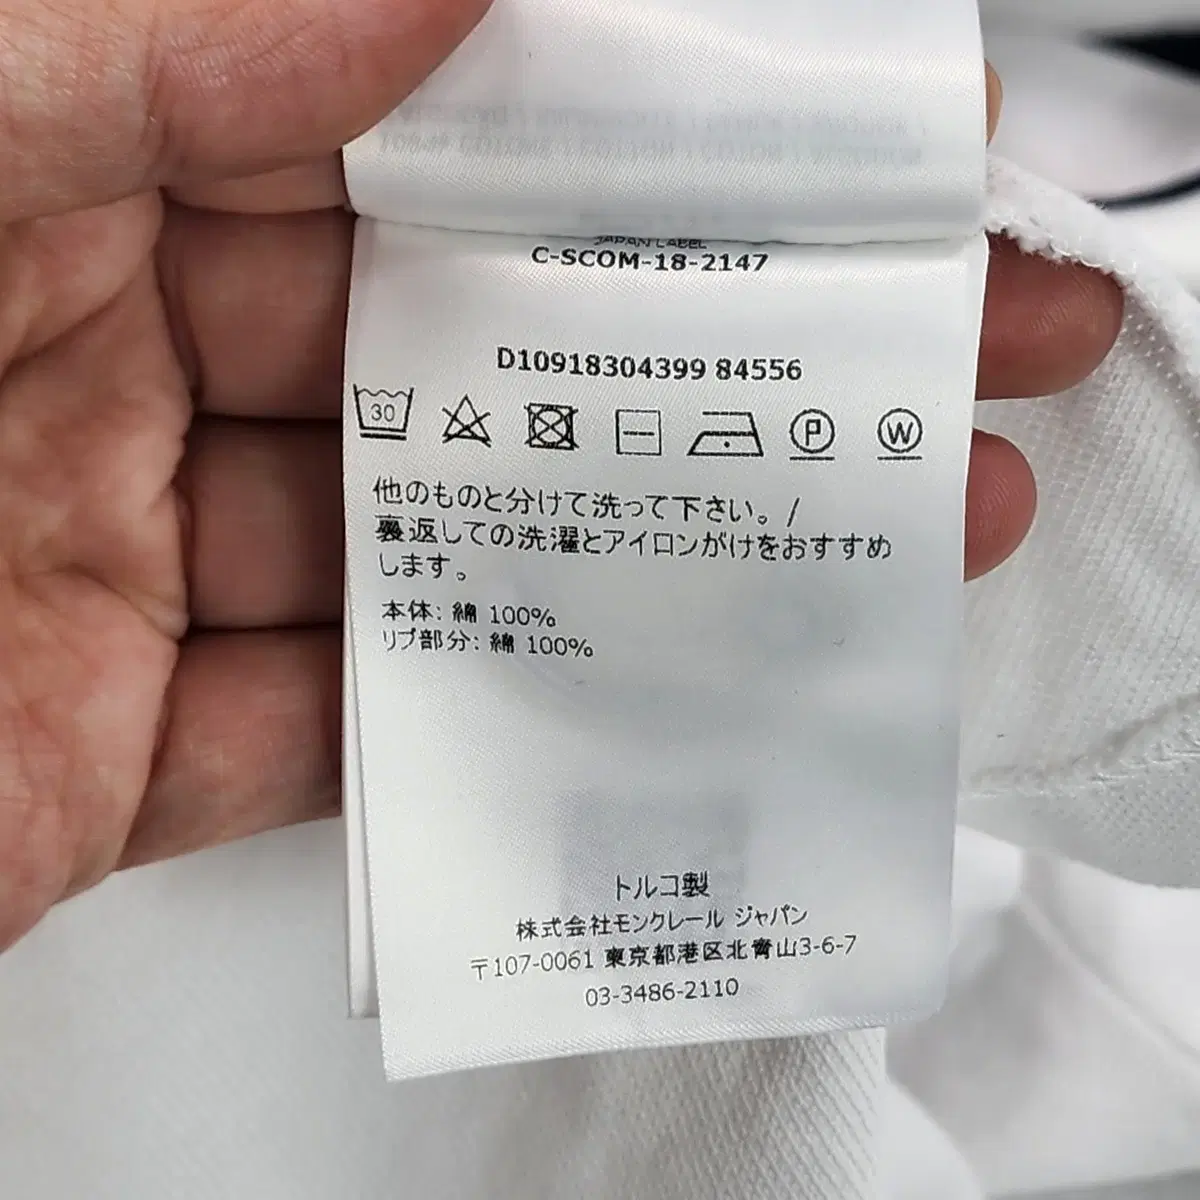 JAPAN LABEL
C-SCOM-18-2147
D10918304399 84556
30 P W
他のものと分けて洗って下さい。/
裏返しての洗濯とアイロンがけをおすすめ
します。
本体: 綿 100%
リブ部分: 綿 100%
トルコ製
株式会社モンクレール ジャパン
〒107-0061 東京都港区北青山3-6-7
03-3486-2110